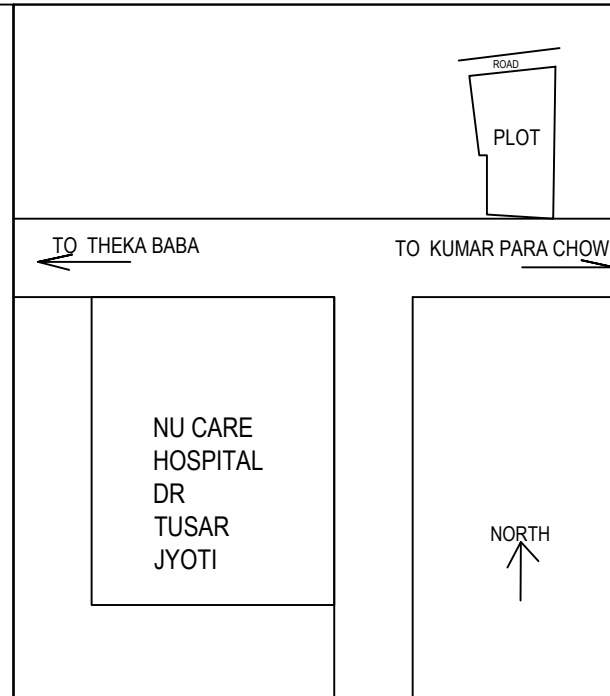 ROAD
PLOT
TO THEKA BABA
TO KUMAR PARA CHOW
NU CARE
HOSPITAL
DR
TUSAR
JYOTI
NORTH